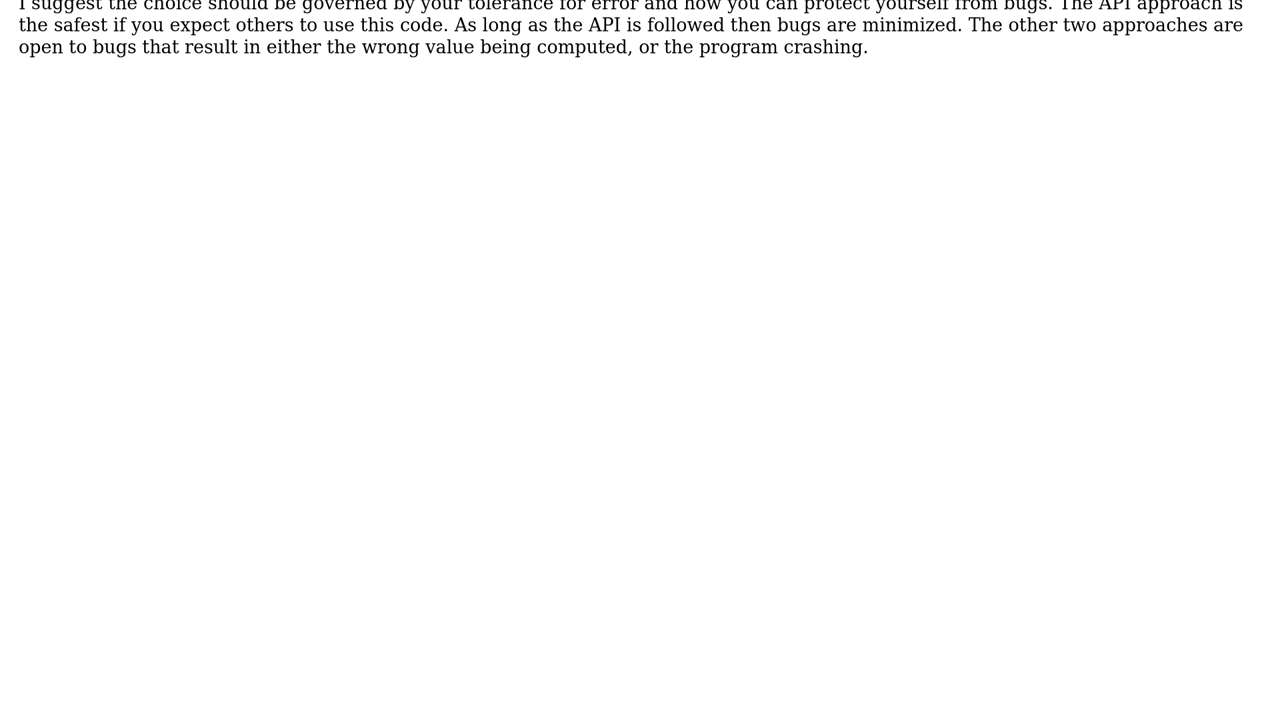 I suggest the choice should be governed by your tolerance for error and how you can protect yourself from bugs. The API approach is
the safest if you expect others to use this code. As long as the API is followed then bugs are minimized. The other two approaches are
open to bugs that result in either the wrong value being computed, or the program crashing.